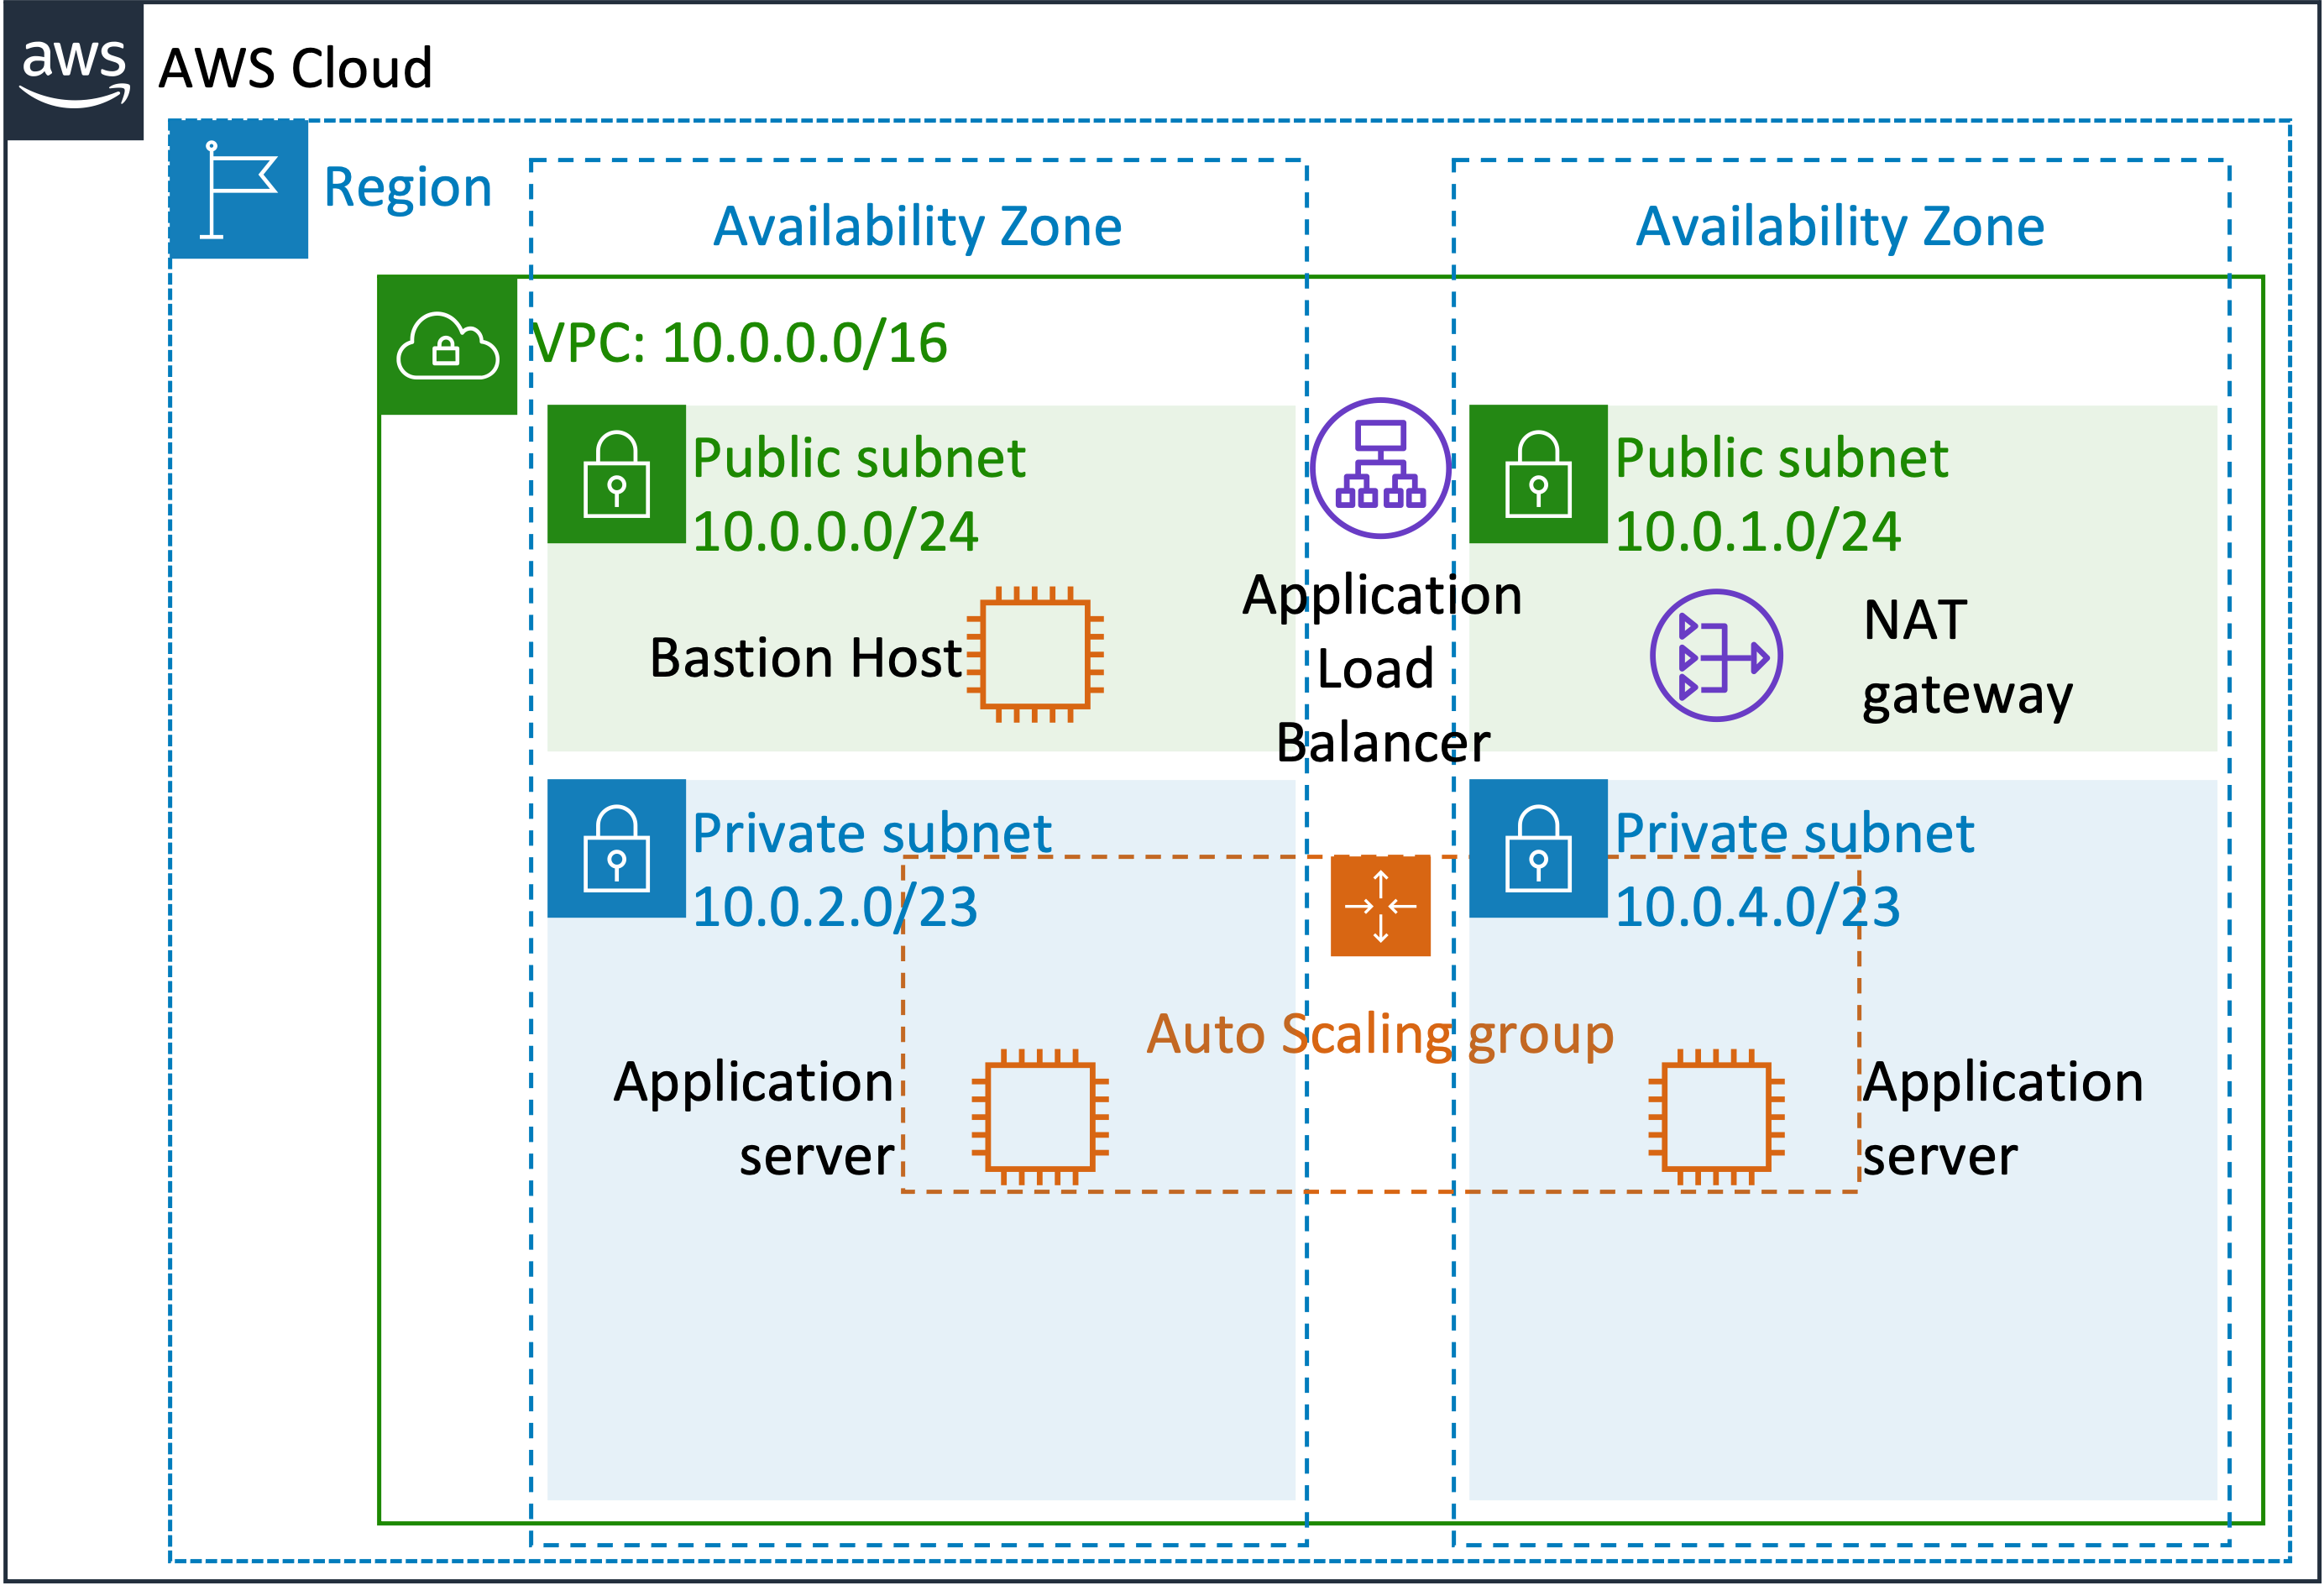 aws
AWS Cloud
Region
Availability Zone
Availability Zone
VPC: 10.0.0.0/16
Public subnet
10.0.0.0/24
Bastion Host
Application
Load
Balancer
Public subnet
10.0.1.0/24
NAT
gateway
Private subnet
10.0.2.0/23
Private subnet
10.0.4.0/23
Auto Scaling group
Application
server
Application
server